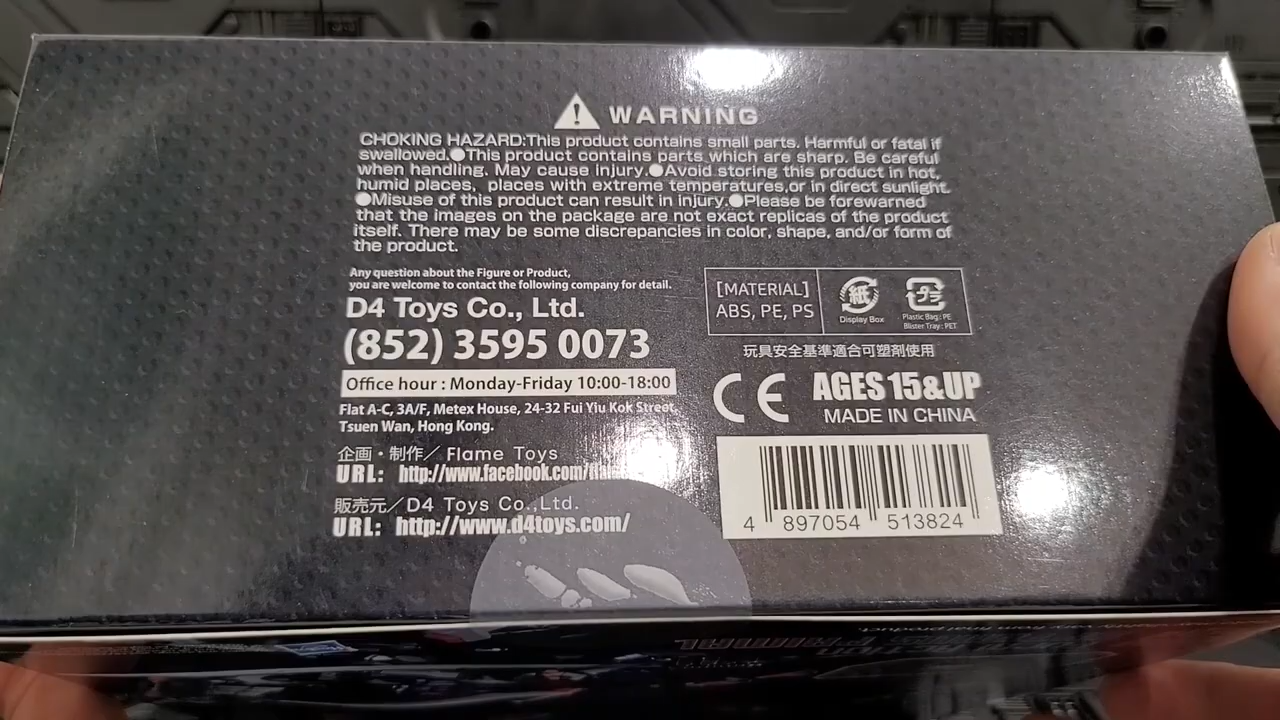 WARNING
CHOKING HAZARD:This product contains small parts. Harmful or fatal if
swallowed.●This product contains parts which are sharp. Be careful
when handling. May cause injury.●Avoid storing this product in hot,
humid places, places with extreme temperatures,or in direct sunlight.
●Misuse of this product can result in injury.●Please be forewarned
that the images on the package are not exact replicas of the product
itself. There may be some discrepancies in color, shape, and/or form of
the product.
Any question about the Figure or Product,
you are welcome to contact the following company for detail.
D4 Toys Co., Ltd.
(852) 3595 0073
Office hour : Monday-Friday 10:00-18:00
Flat A-C, 3A/F, Metex House, 24-32 Fui Yiu Kok Street,
Tsuen Wan, Hong Kong.
企画・制作／Flame Toys
URL: http://www.facebook.com/
販売元／D4 Toys Co.,Ltd.
URL: http://www.d4toys.com/
[MATERIAL]
ABS, PE, PS
紙
Display Box
プラ
Plastic Bag : PE
Blister Tray : PET
玩具安全基準適合可塑剤使用
CE AGES 15&UP
MADE IN CHINA
4 897054 513824